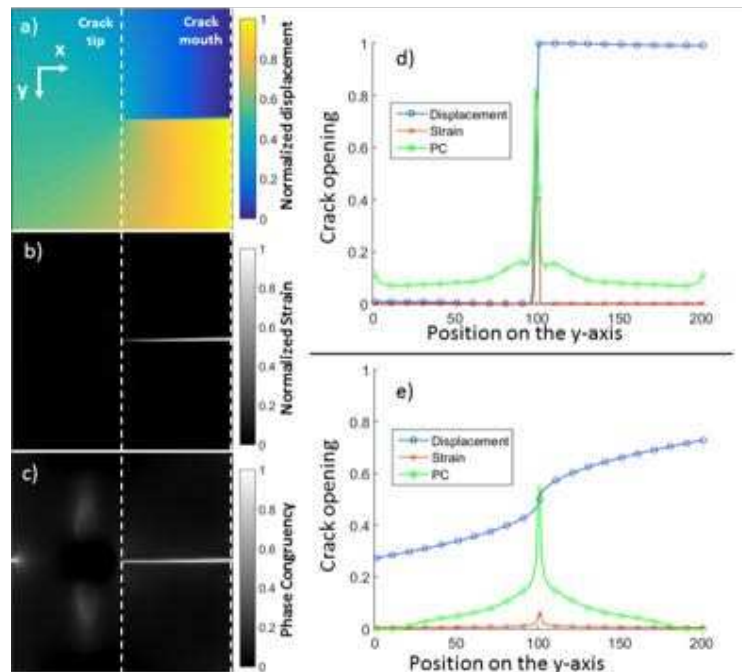 a)
Crack tip
Crack mouth
x
y
Normalized displacement
1
0.8
0.6
0.4
0.2
0
b)
Normalized Strain
1
0.8
0.6
0.4
0.2
0
c)
Phase Congruency
1
0.8
0.6
0.4
0.2
0
d)
Crack opening
1
0.8
0.6
0.4
0.2
0
Displacement
Strain
PC
0 50 100 150 200
Position on the y-axis
e)
Crack opening
1
0.8
0.6
0.4
0.2
0
Displacement
Strain
PC
0 50 100 150 200
Position on the y-axis